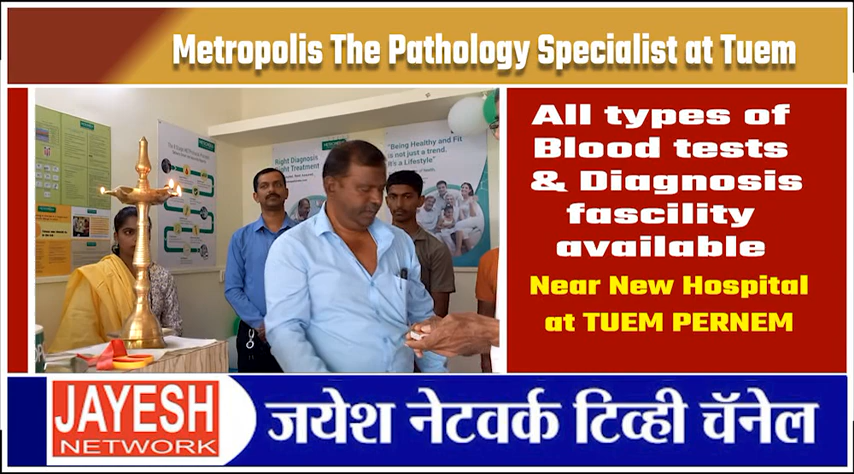 Metropolis The Pathology Specialist at Tuem
All types of
Blood tests
& Diagnosis
fascility
available
Near New Hospital
at TUEM PERNEM
Right Diagnosis
Right Treatment
"Being Healthy and Fit
is not just a trend.
it's a Lifestyle"
JAYESH
NETWORK
जयेश नेटवर्क टिव्ही चॅनेल